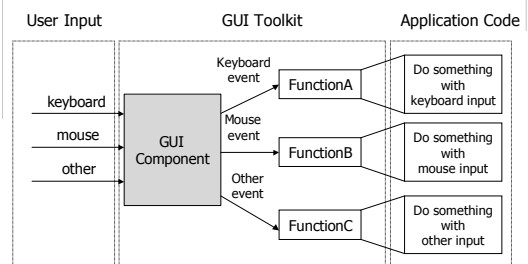 User Input
GUI Toolkit
Application Code
keyboard
mouse
other
GUI
Component
Keyboard
event
Mouse
event
Other
event
FunctionA
FunctionB
FunctionC
Do something
with
keyboard input
Do something
with
mouse input
Do something
with
other input